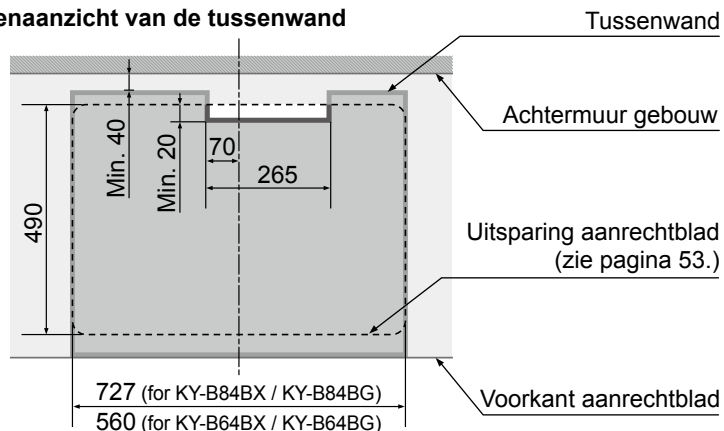 enaanzicht van de tussenwand
Tussenwand
Achtermuur gebouw
Min. 40
Min. 20
70
265
490
Uitsparing aanrechtblad
(zie pagina 53.)
727 (for KY-B84BX / KY-B84BG)
560 (for KY-B64BX / KY-B64BG)
Voorkant aanrechtblad